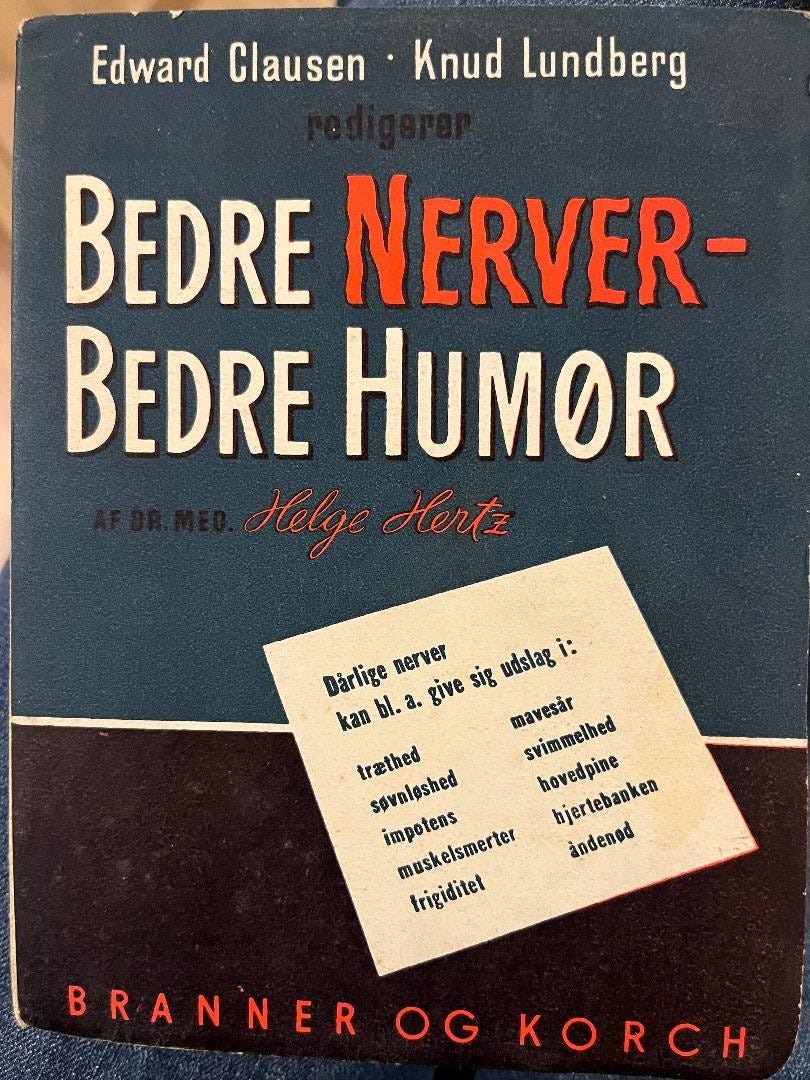 Edward Clausen · Knud Lundberg
redigerer
BEDRE NERVER-
BEDRE HUMØR
AF DR. MED. Helge Hertz
Dårlige nerver
kan bl. a. give sig udslag i:
træthed
søvnløshed
impotens
muskelsmerter
frigiditet
mavesår
svimmelhed
hovedpine
hjertebanken
åndenød
BRANNER OG KORCH